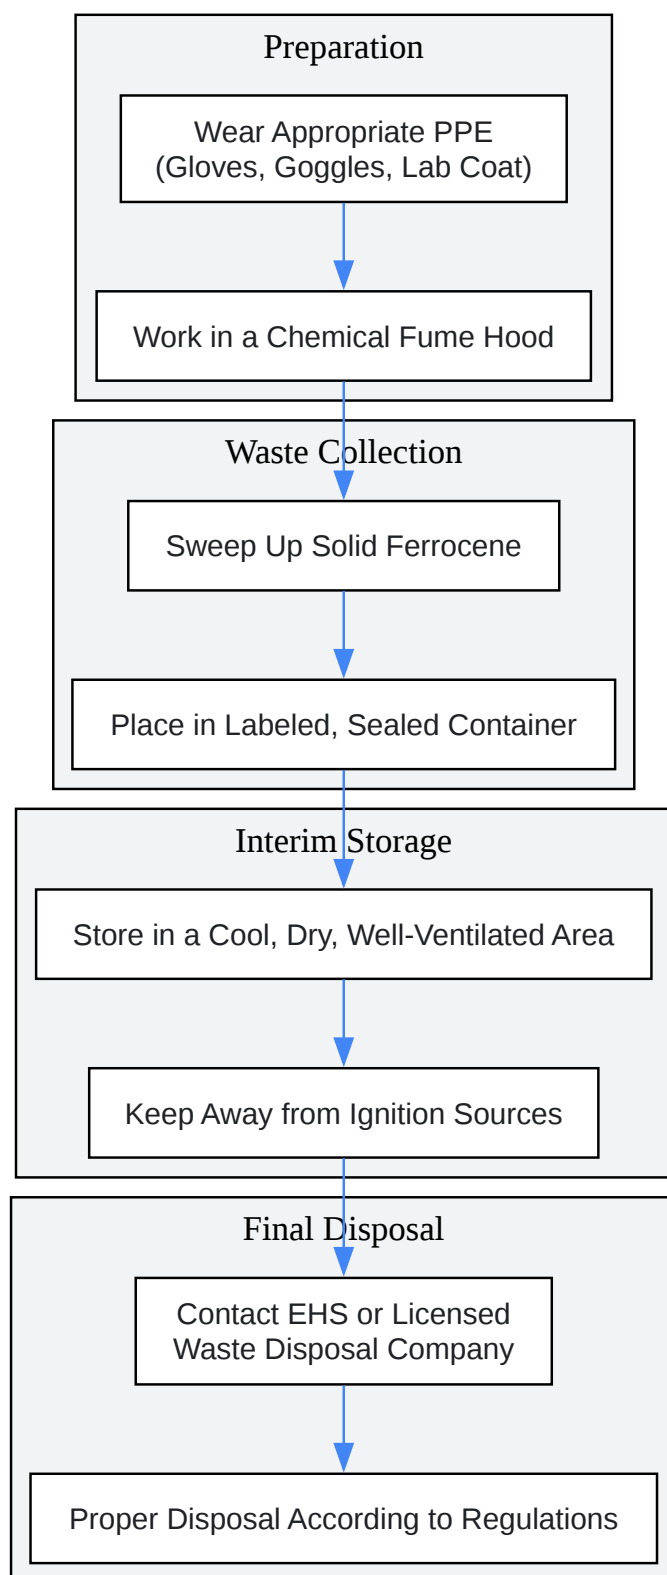 Preparation
Wear Appropriate PPE
(Gloves, Goggles, Lab Coat)
Work in a Chemical Fume Hood
Waste Collection
Sweep Up Solid Ferrocene
Place in Labeled, Sealed Container
Interim Storage
Store in a Cool, Dry, Well-Ventilated Area
Keep Away from Ignition Sources
Final Disposal
Contact EHS or Licensed
Waste Disposal Company
Proper Disposal According to Regulations